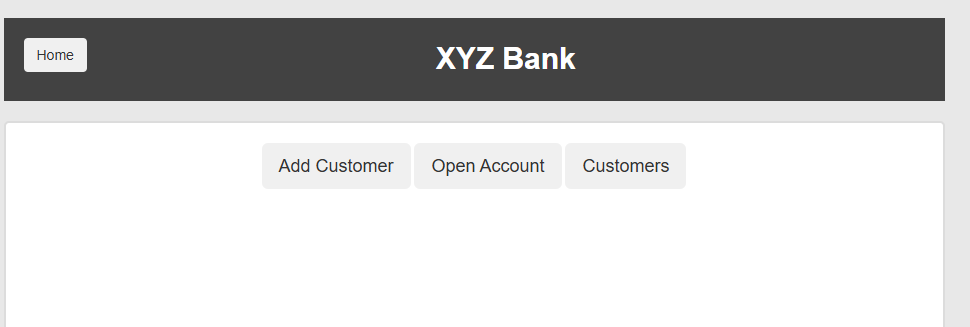 Home
XYZ Bank
Add Customer
Open Account
Customers